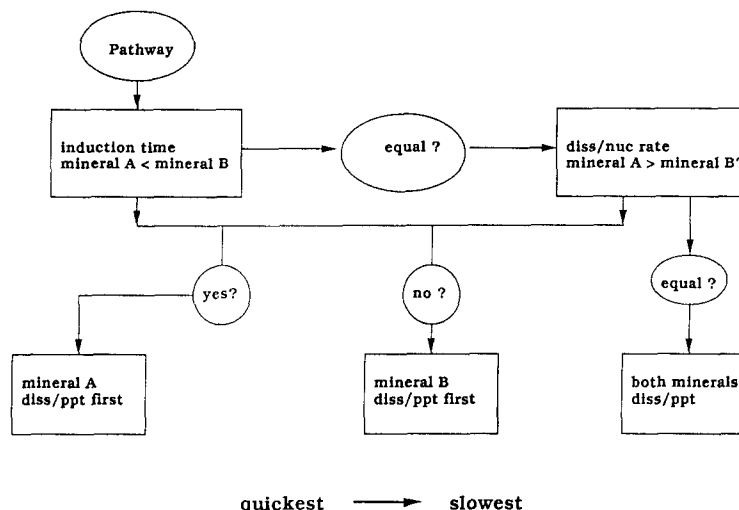 Pathway
induction time
mineral A < mineral B
equal ?
diss/nuc rate
mineral A > mineral B?
yes?
no ?
equal ?
mineral A
diss/ppt first
mineral B
diss/ppt first
both minerals
diss/ppt
quickest
slowest